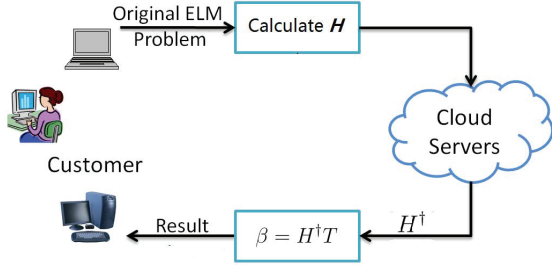 Original ELM
Problem
Calculate H
Cloud
Servers
Customer
Result
β = H†T
H†